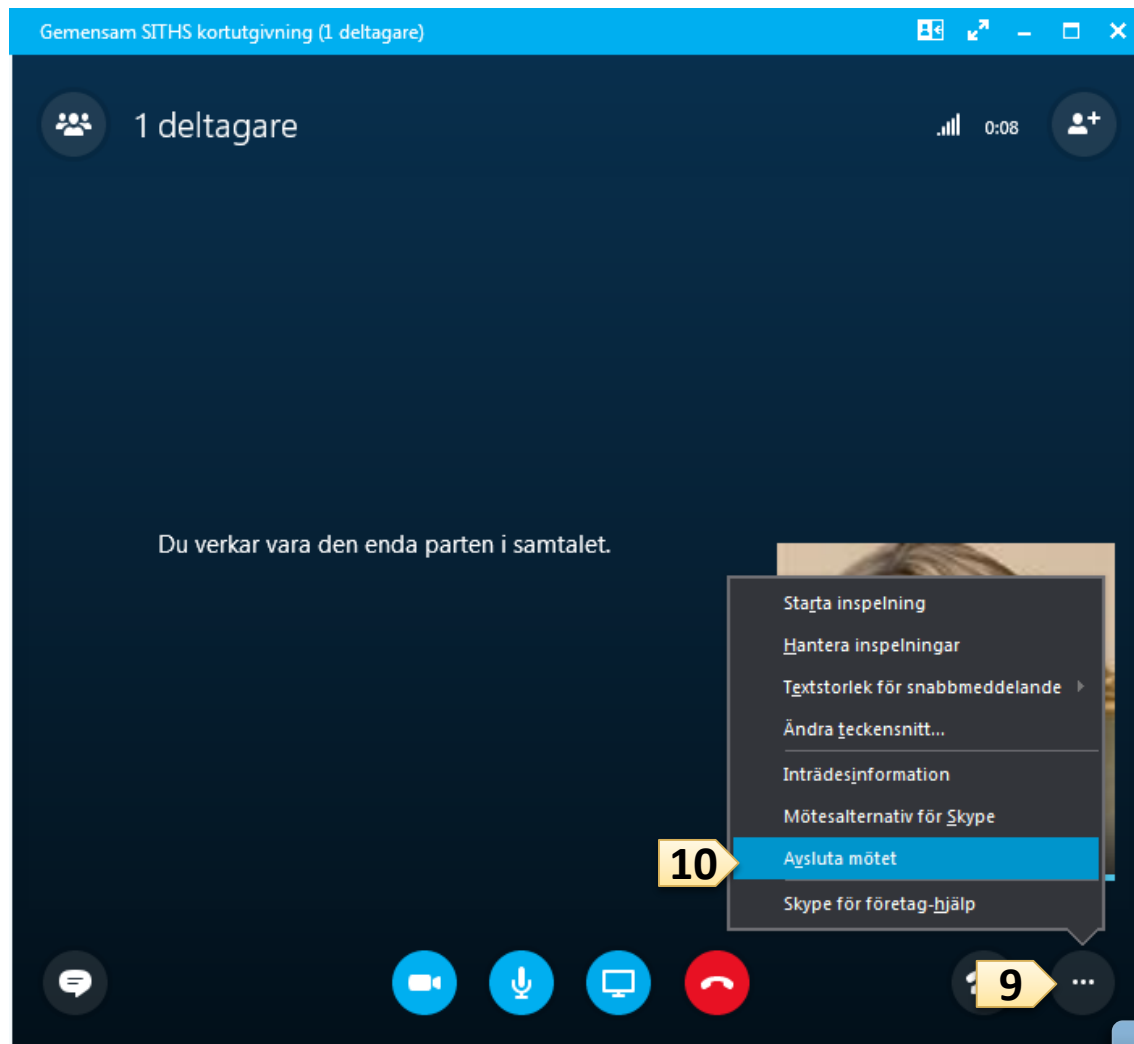 Gemensam SITHS kortutgivning (1 deltagare)
1 deltagare
0:08
Du verkar vara den enda parten i samtalet.
Starta inspelning
Hantera inspelningar
Textstorlek för snabbmeddelande
Ändra teckensnitt...
Inträdesinformation
Mötesalternativ för Skype
10
Avsluta mötet
Skype för företag-hjälp
9